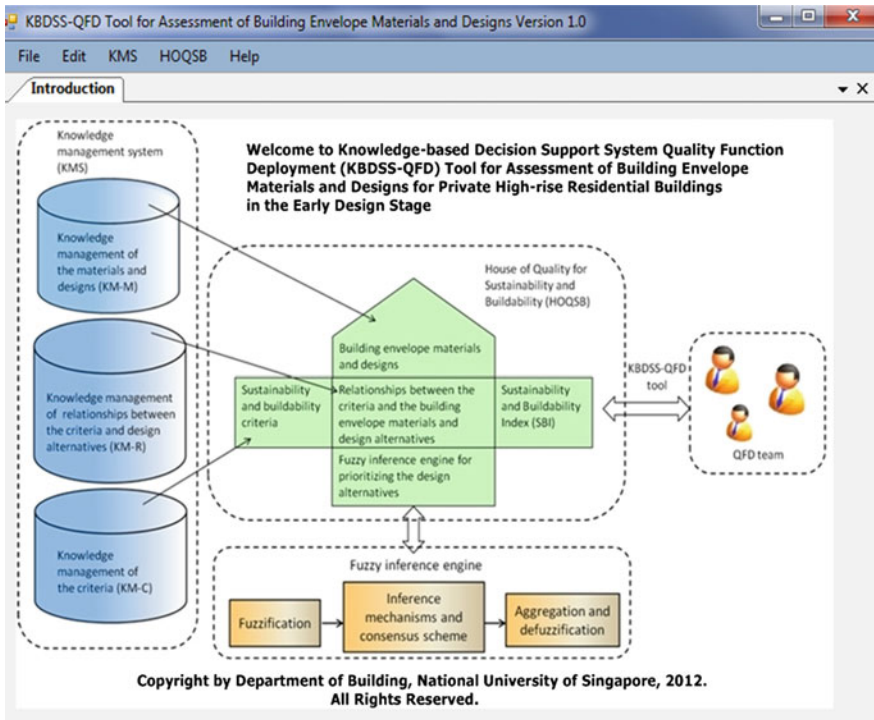 KBDSS-QFD Tool for Assessment of Building Envelope Materials and Designs Version 1.0
File Edit KMS HOQSB Help
Introduction
Knowledge
management system
(KMS)
Welcome to Knowledge-based Decision Support System Quality Function
Deployment (KBDSS-QFD) Tool for Assessment of Building Envelope
Materials and Designs for Private High-rise Residential Buildings
in the Early Design Stage
Knowledge
management of
the materials and
designs (KM-M)
Knowledge management
of relationships between
the criteria and design
alternatives (KM-R)
Knowledge
management of
the criteria (KM-C)
House of Quality for
Sustainability and
Buildability (HOQSB)
Building envelope materials
and designs
Sustainability
and buildability
criteria
Relationships between the
criteria and the building
envelope materials and
design alternatives
Sustainability
and Buildability
Index (SBI)
Fuzzy inference engine for
prioritizing the design
alternatives
KBDSS-QFD
tool
QFD team
Fuzzy inference engine
Fuzzification
Inference
mechanisms and
consensus scheme
Aggregation and
defuzzification
Copyright by Department of Building, National University of Singapore, 2012.
All Rights Reserved.